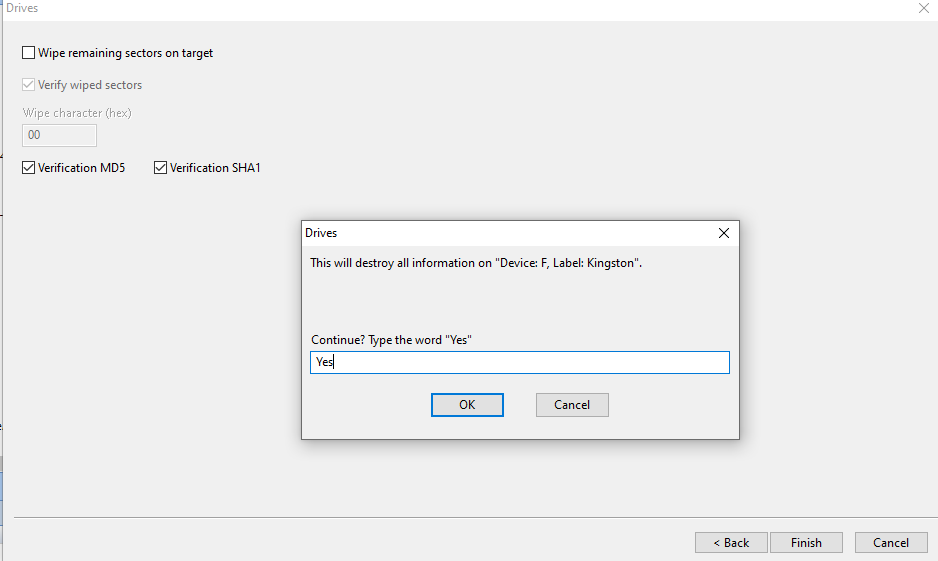 Drives
Wipe remaining sectors on target
Verify wiped sectors
Wipe character (hex)
00
Verification MD5 Verification SHA1
Drives
This will destroy all information on "Device: F, Label: Kingston".
Continue? Type the word "Yes"
Yes
OK Cancel
< Back Finish Cancel